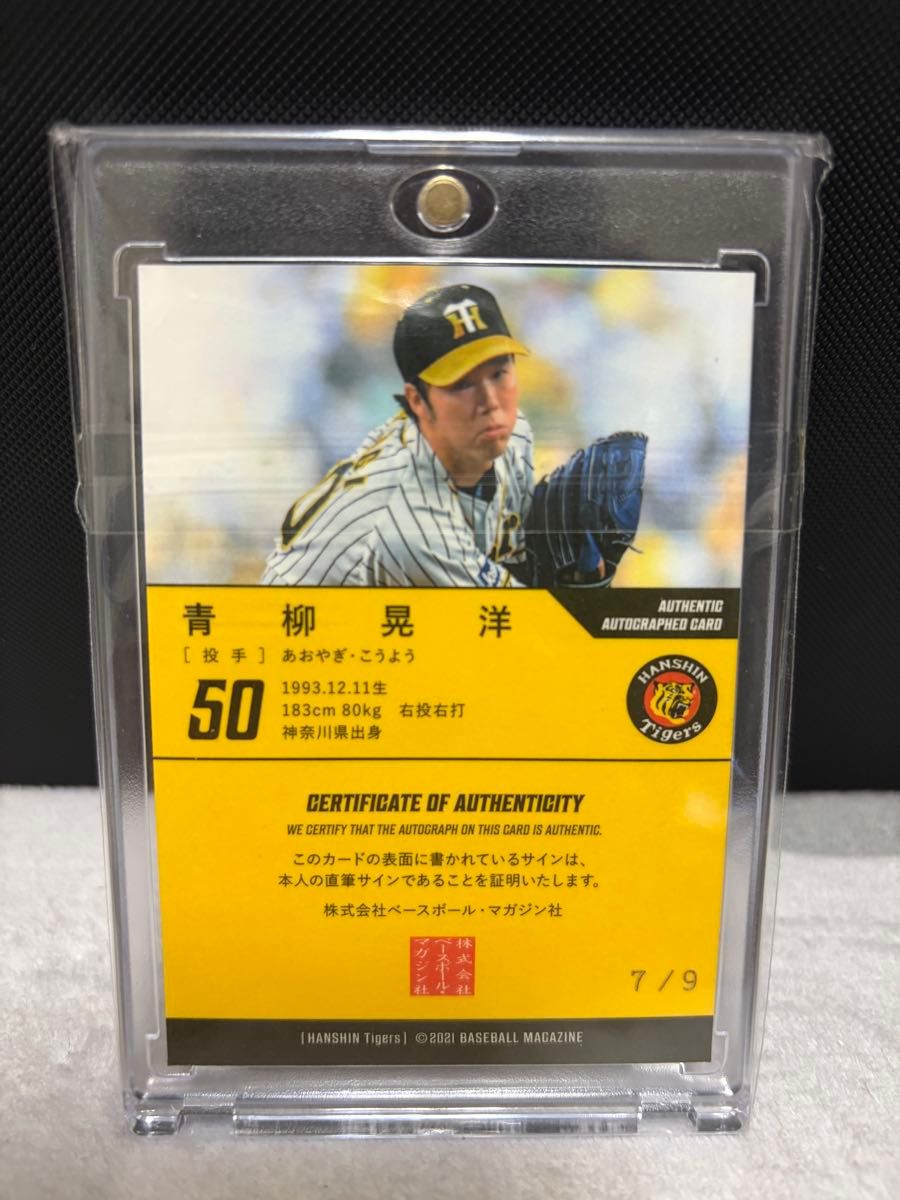 青柳晃洋
AUTHENTIC
AUTOGRAPHED CARD
[投手] あおやぎ・こうよう
50
1993.12.11生
183cm 80kg 右投右打
神奈川県出身
HANSHIN
Tigers
CERTIFICATE OF AUTHENTICITY
WE CERTIFY THAT THE AUTOGRAPH ON THIS CARD IS AUTHENTIC.
このカードの表面に書かれているサインは、
本人の直筆サインであることを証明いたします。
株式会社ベースボール・マガジン社
株式会社
ベースボール・
マガジン社
7/9
[HANSHIN Tigers] ©2021 BASEBALL MAGAZINE